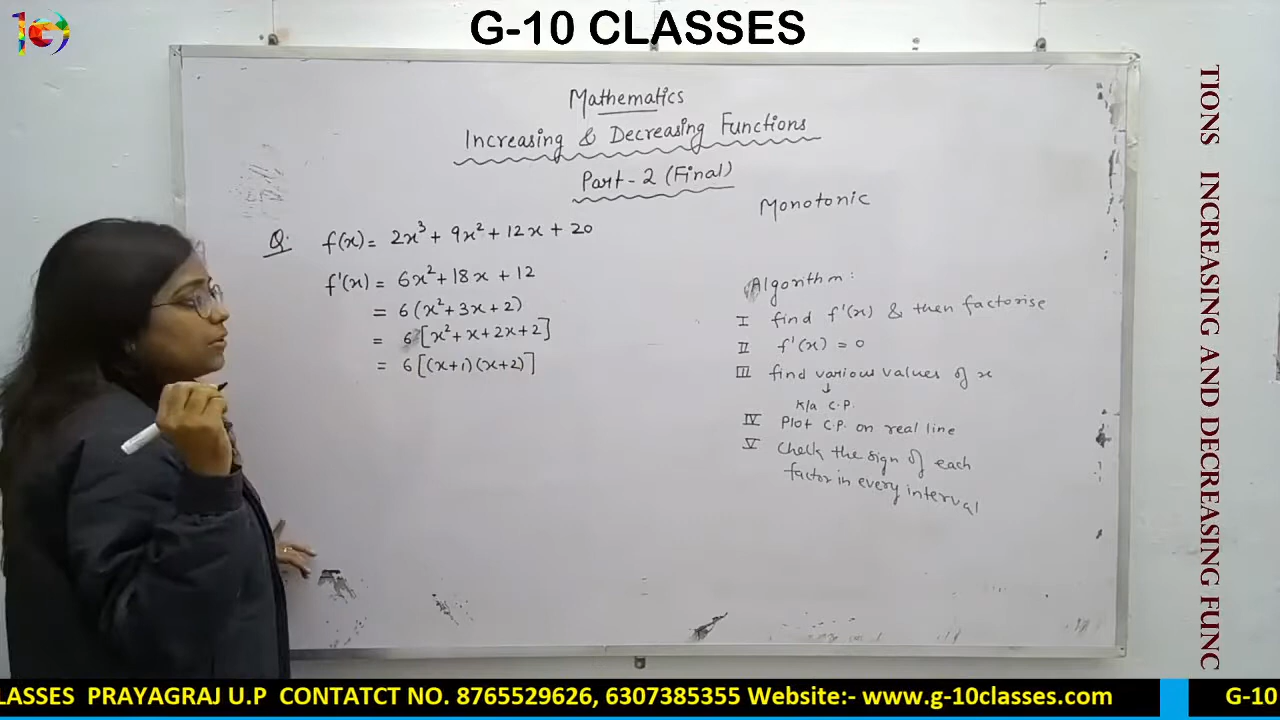 G-10 CLASSES
Mathematics
Increasing & Decreasing Functions
Part-2 (Final)
Monotonic
Q. f(x) = 2x³ + 9x² + 12x + 20
f'(x) = 6x² + 18x + 12
= 6(x² + 3x + 2)
= 6[x² + x + 2x + 2]
= 6[(x+1)(x+2)]
Algorithm:
I find f'(x) & then factorise
II f'(x) = 0
III find various values of x
↓
K/a C.P.
IV Plot C.P. on real line
V Check the sign of each
factor in every interval
TIONS INCREASING AND DECREASING FUNC
LASSES PRAYAGRAJ U.P CONTATCT NO. 8765529626, 6307385355 Website:- www.g-10classes.com G-10